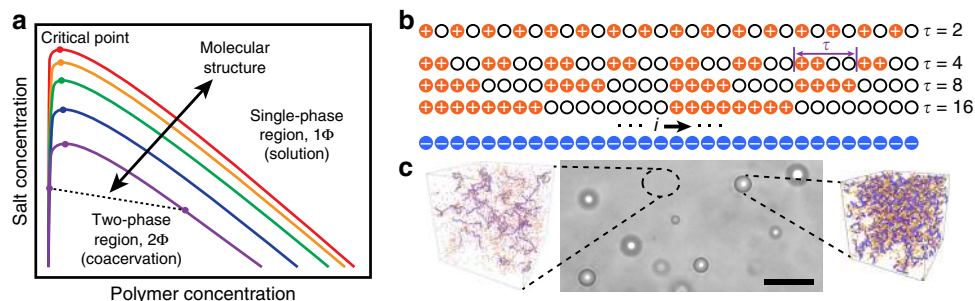 a
Critical point
Molecular
structure
Single-phase
region, 1Φ
(solution)
Two-phase
region, 2Φ
(coacervation)
Salt concentration
Polymer concentration
b
τ = 2
τ
τ = 4
τ = 8
τ = 16
··· i ···
c